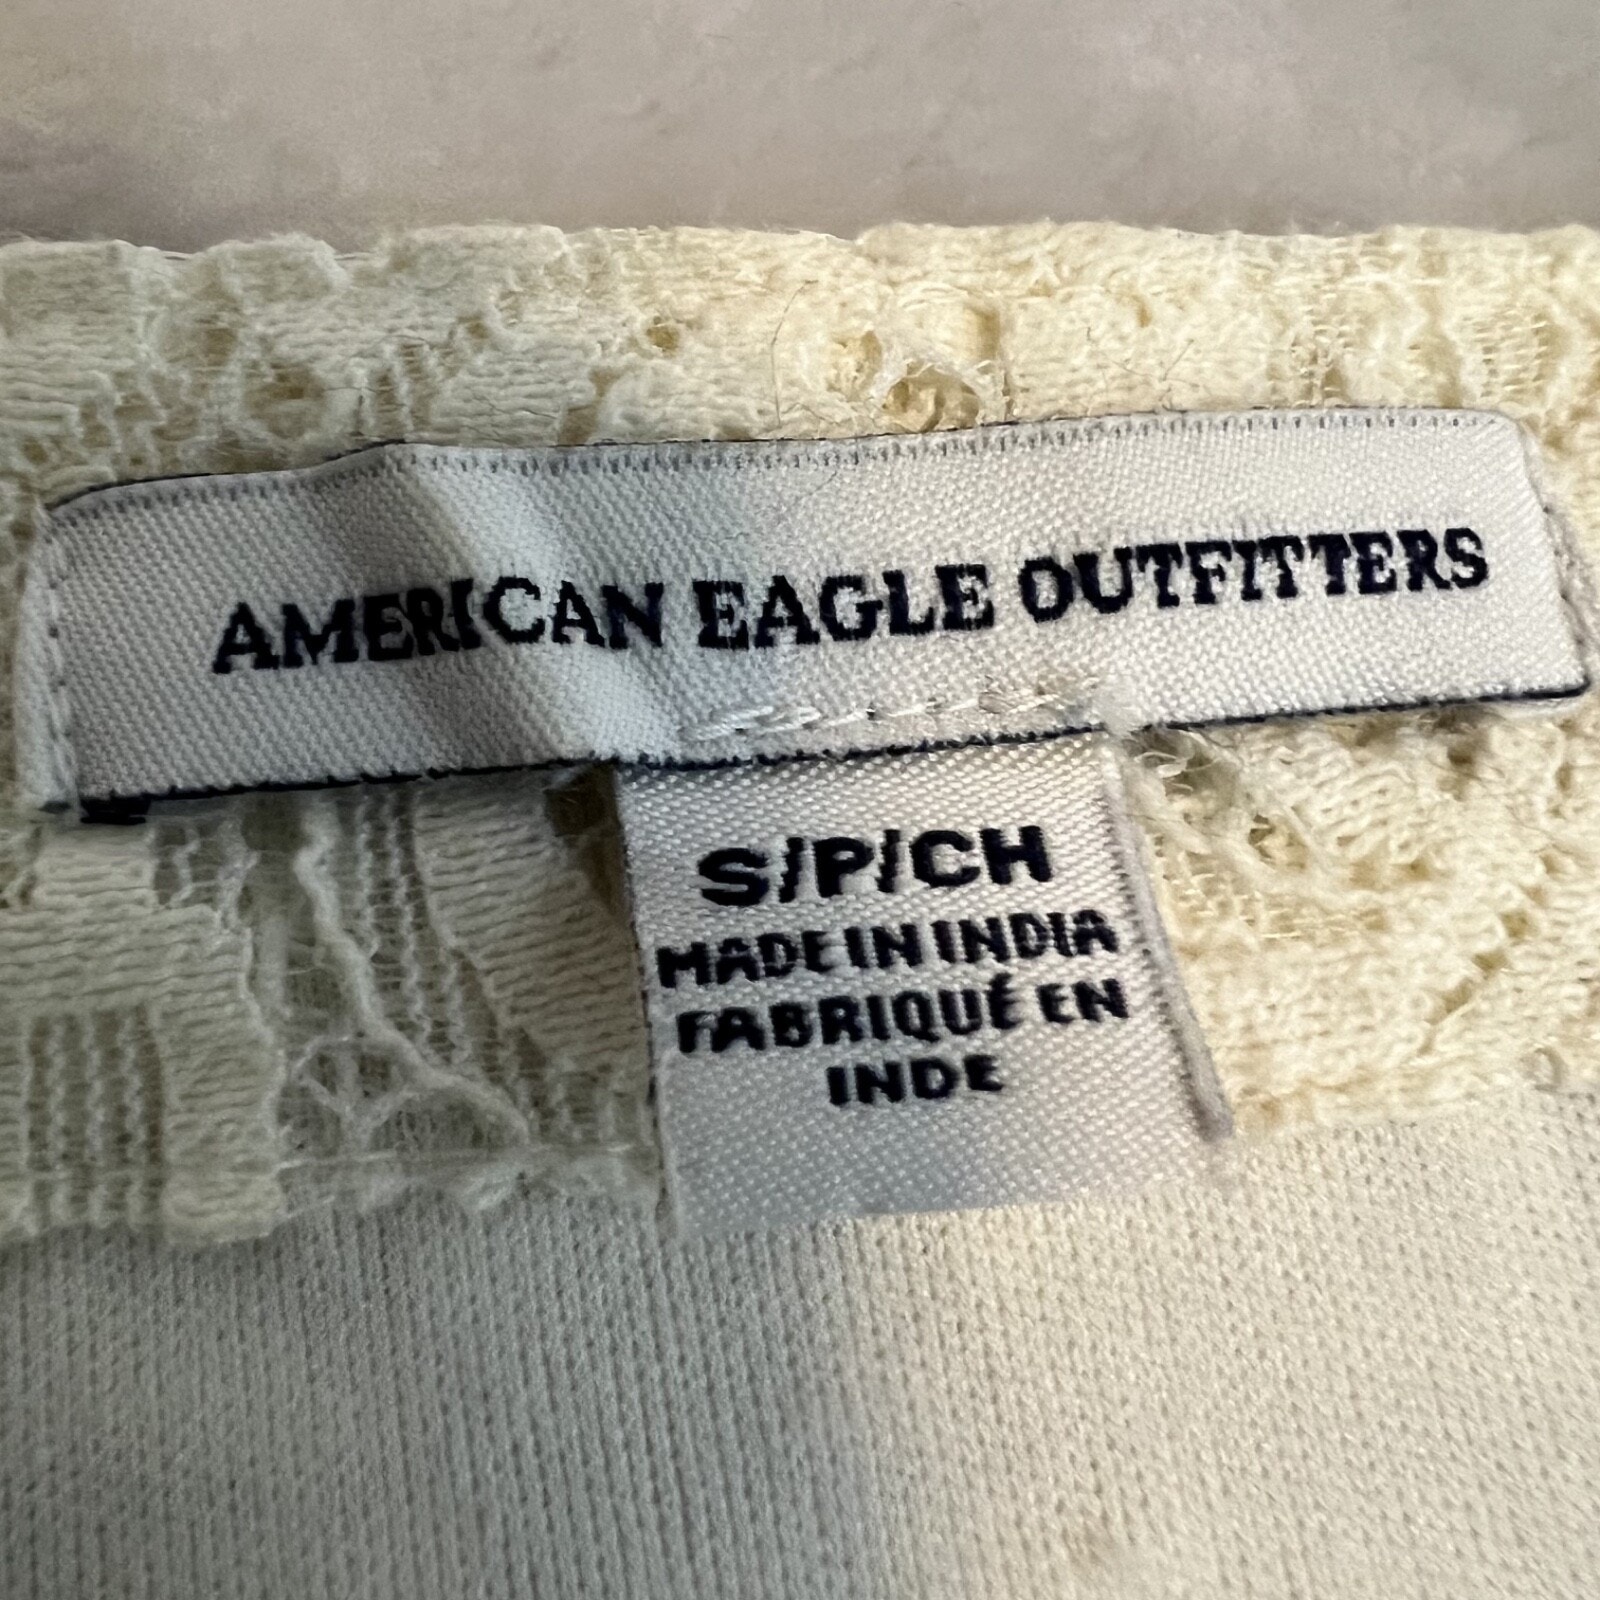 AMERICAN EAGLE OUTFITTERS
S/P/CH
MADE IN INDIA
FABRIQUÉ EN
INDE